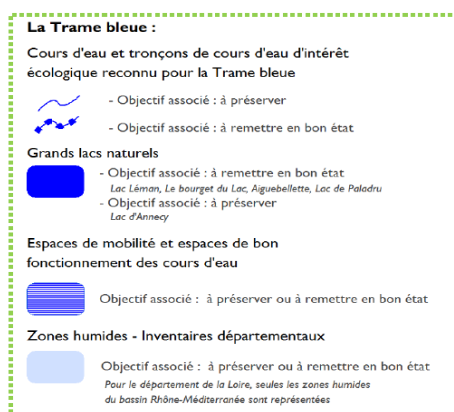 La Trame bleue :
Cours d'eau et tronçons de cours d'eau d'intérêt
écologique reconnu pour la Trame bleue
- Objectif associé : à préserver
- Objectif associé : à remettre en bon état
Grands lacs naturels
- Objectif associé : à remettre en bon état
Lac Léman, Le bourget du Lac, Aiguebellette, Lac de Paladru
- Objectif associé : à préserver
Lac d'Annecy
Espaces de mobilité et espaces de bon
fonctionnement des cours d'eau
Objectif associé : à préserver ou à remettre en bon état
Zones humides - Inventaires départementaux
Objectif associé : à préserver ou à remettre en bon état
Pour le département de la Loire, seules les zones humides
du bassin Rhône-Méditerranée sont représentées